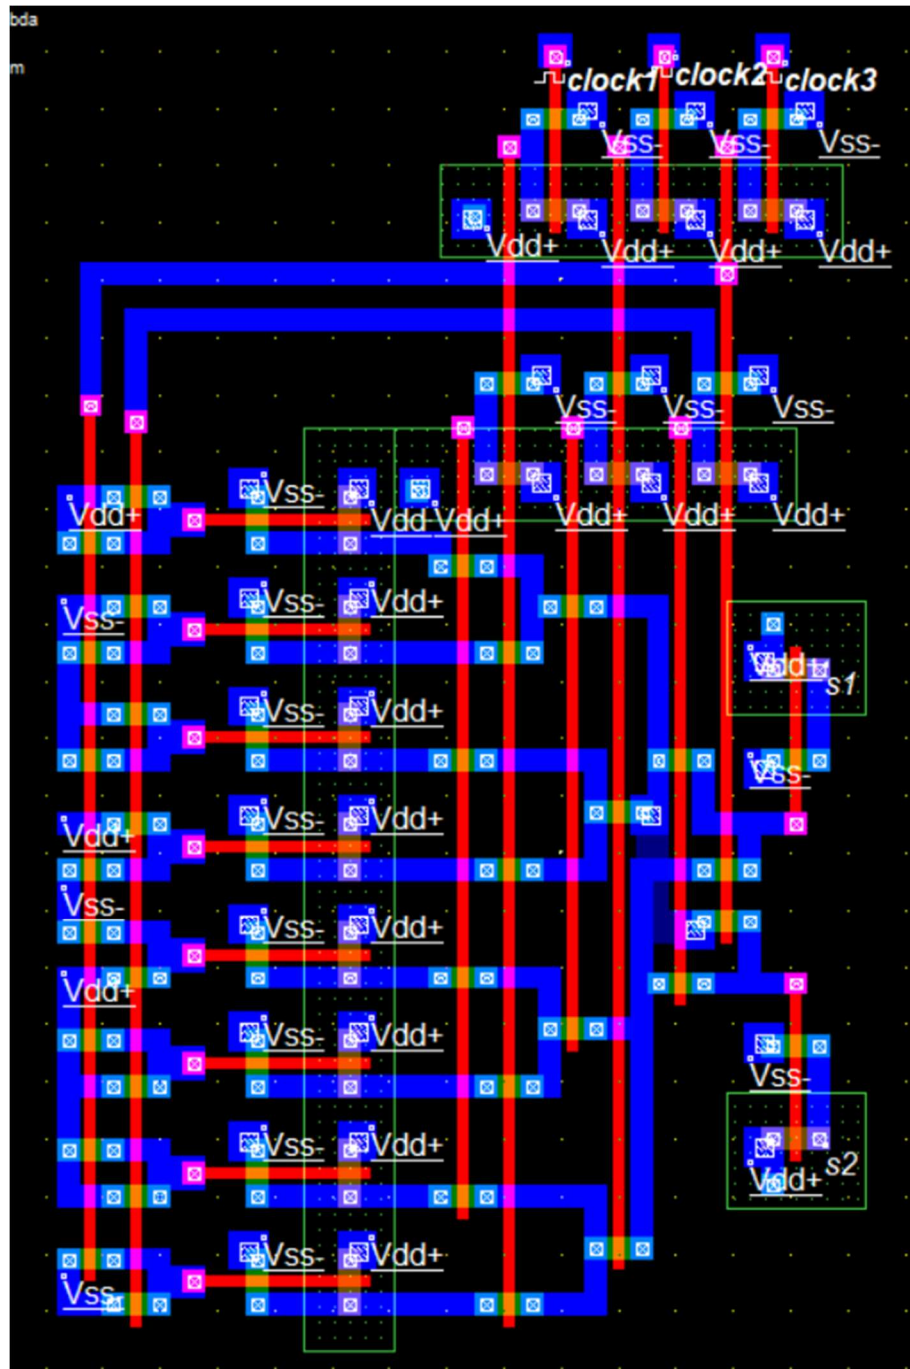 bda
m
clock1 clock2 clock3
Vss- Vss- Vss-
Vdd+ Vdd+ Vdd+ Vdd+
Vss- Vss- Vss-
Vdd+ Vss- Vdd Vdd+ Vdd+ Vdd+ Vdd+
Vss- Vss- Vdd+
Vdd+ s1
Vss- Vdd+
Vss-
Vdd+ Vss- Vdd+
Vss-
Vss- Vdd+
Vdd+
Vss- Vdd+
Vss-
Vss- Vdd+
Vdd+ s2
Vss- Vdd+
Vss-